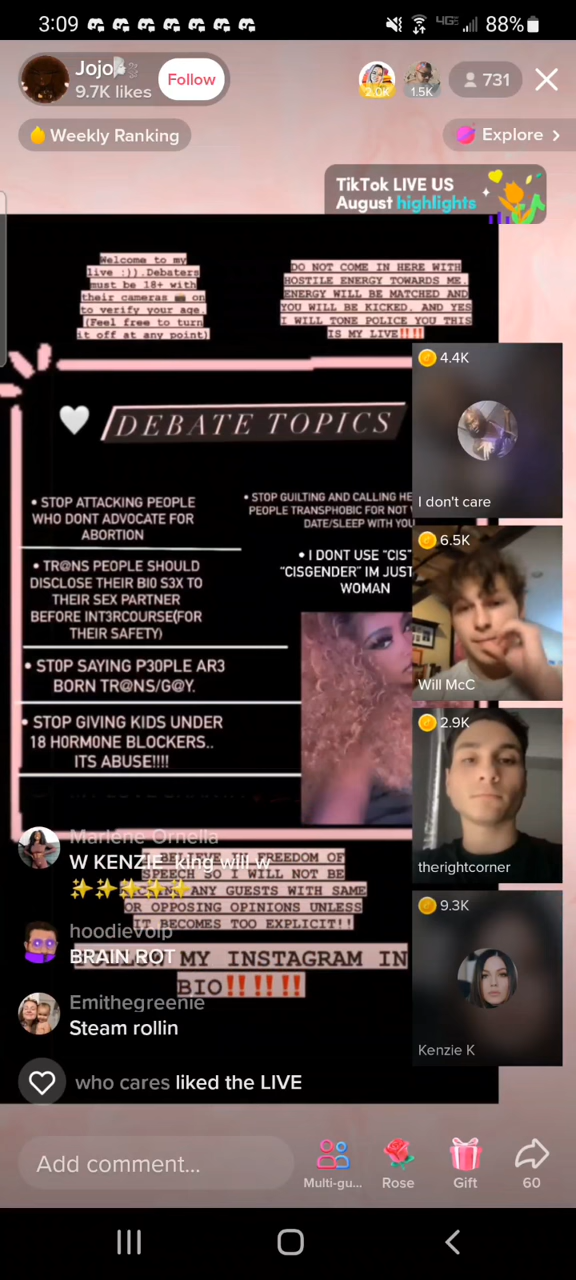 3:09
4GE
88%
Jojo
9.7K likes
Follow
2.0K
1.5K
731
Weekly Ranking
Explore >
TikTok LIVE US
August highlights
Welcome to my
live :)).Debaters
must be 18+ with
their cameras 📷 on
to verify your age.
(Feel free to turn
it off at any point)
DO NOT COME IN HERE WITH
HOSTILE ENERGY TOWARDS ME.
ENERGY WILL BE MATCHED AND
YOU WILL BE KICKED. AND YES
I WILL TONE POLICE YOU THIS
IS MY LIVE‼️‼️
🤍 DEBATE TOPICS
• STOP ATTACKING PEOPLE
WHO DONT ADVOCATE FOR
ABORTION
• TR@NS PEOPLE SHOULD
DISCLOSE THEIR BI0 S3X TO
THEIR SEX PARTNER
BEFORE INT3RCOURSE(FOR
THEIR SAFETY)
• STOP SAYING P30PLE AR3
BORN TR@NS/G@Y.
• STOP GIVING KIDS UNDER
18 H0RM0NE BLOCKERS..
ITS ABUSE!!!!
• STOP GUILTING AND CALLING HE
PEOPLE TRANSPHOBIC FOR NOT
DATE/SLEEP WITH YOU
• I DONT USE "CIS"
"CISGENDER" IM JUST
WOMAN
4.4K
I don't care
6.5K
Will McC
2.9K
therightcorner
9.3K
Kenzie K
Marlene Ornella
W KENZIE king will w
✨✨✨✨✨
FREEDOM OF
SPEECH SO I WILL NOT BE
ANY GUESTS WITH SAME
OR OPPOSING OPINIONS UNLESS
IT BECOMES TOO EXPLICIT!!
hoodievoip
BRAIN ROT
MY INSTAGRAM IN
BIO‼️‼️‼️
Emithegreenie
Steam rollin
who cares liked the LIVE
Add comment...
Multi-gu...
Rose
Gift
60